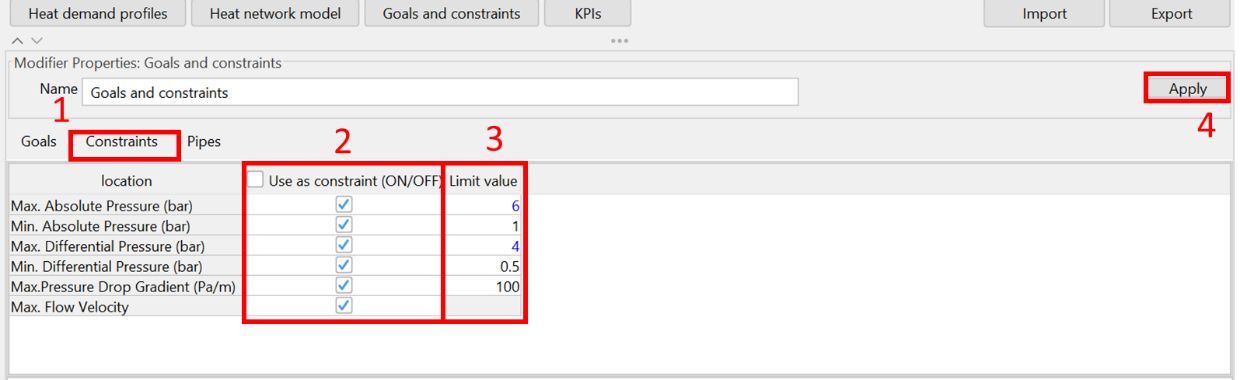 Heat demand profiles Heat network model Goals and constraints KPIs Import Export
Modifier Properties: Goals and constraints
Name Goals and constraints Apply
1 4
Goals Constraints Pipes 2 3
location Use as constraint (ON/OFF) Limit value
Max. Absolute Pressure (bar) 6
Min. Absolute Pressure (bar) 1
Max. Differential Pressure (bar) 4
Min. Differential Pressure (bar) 0.5
Max.Pressure Drop Gradient (Pa/m) 100
Max. Flow Velocity